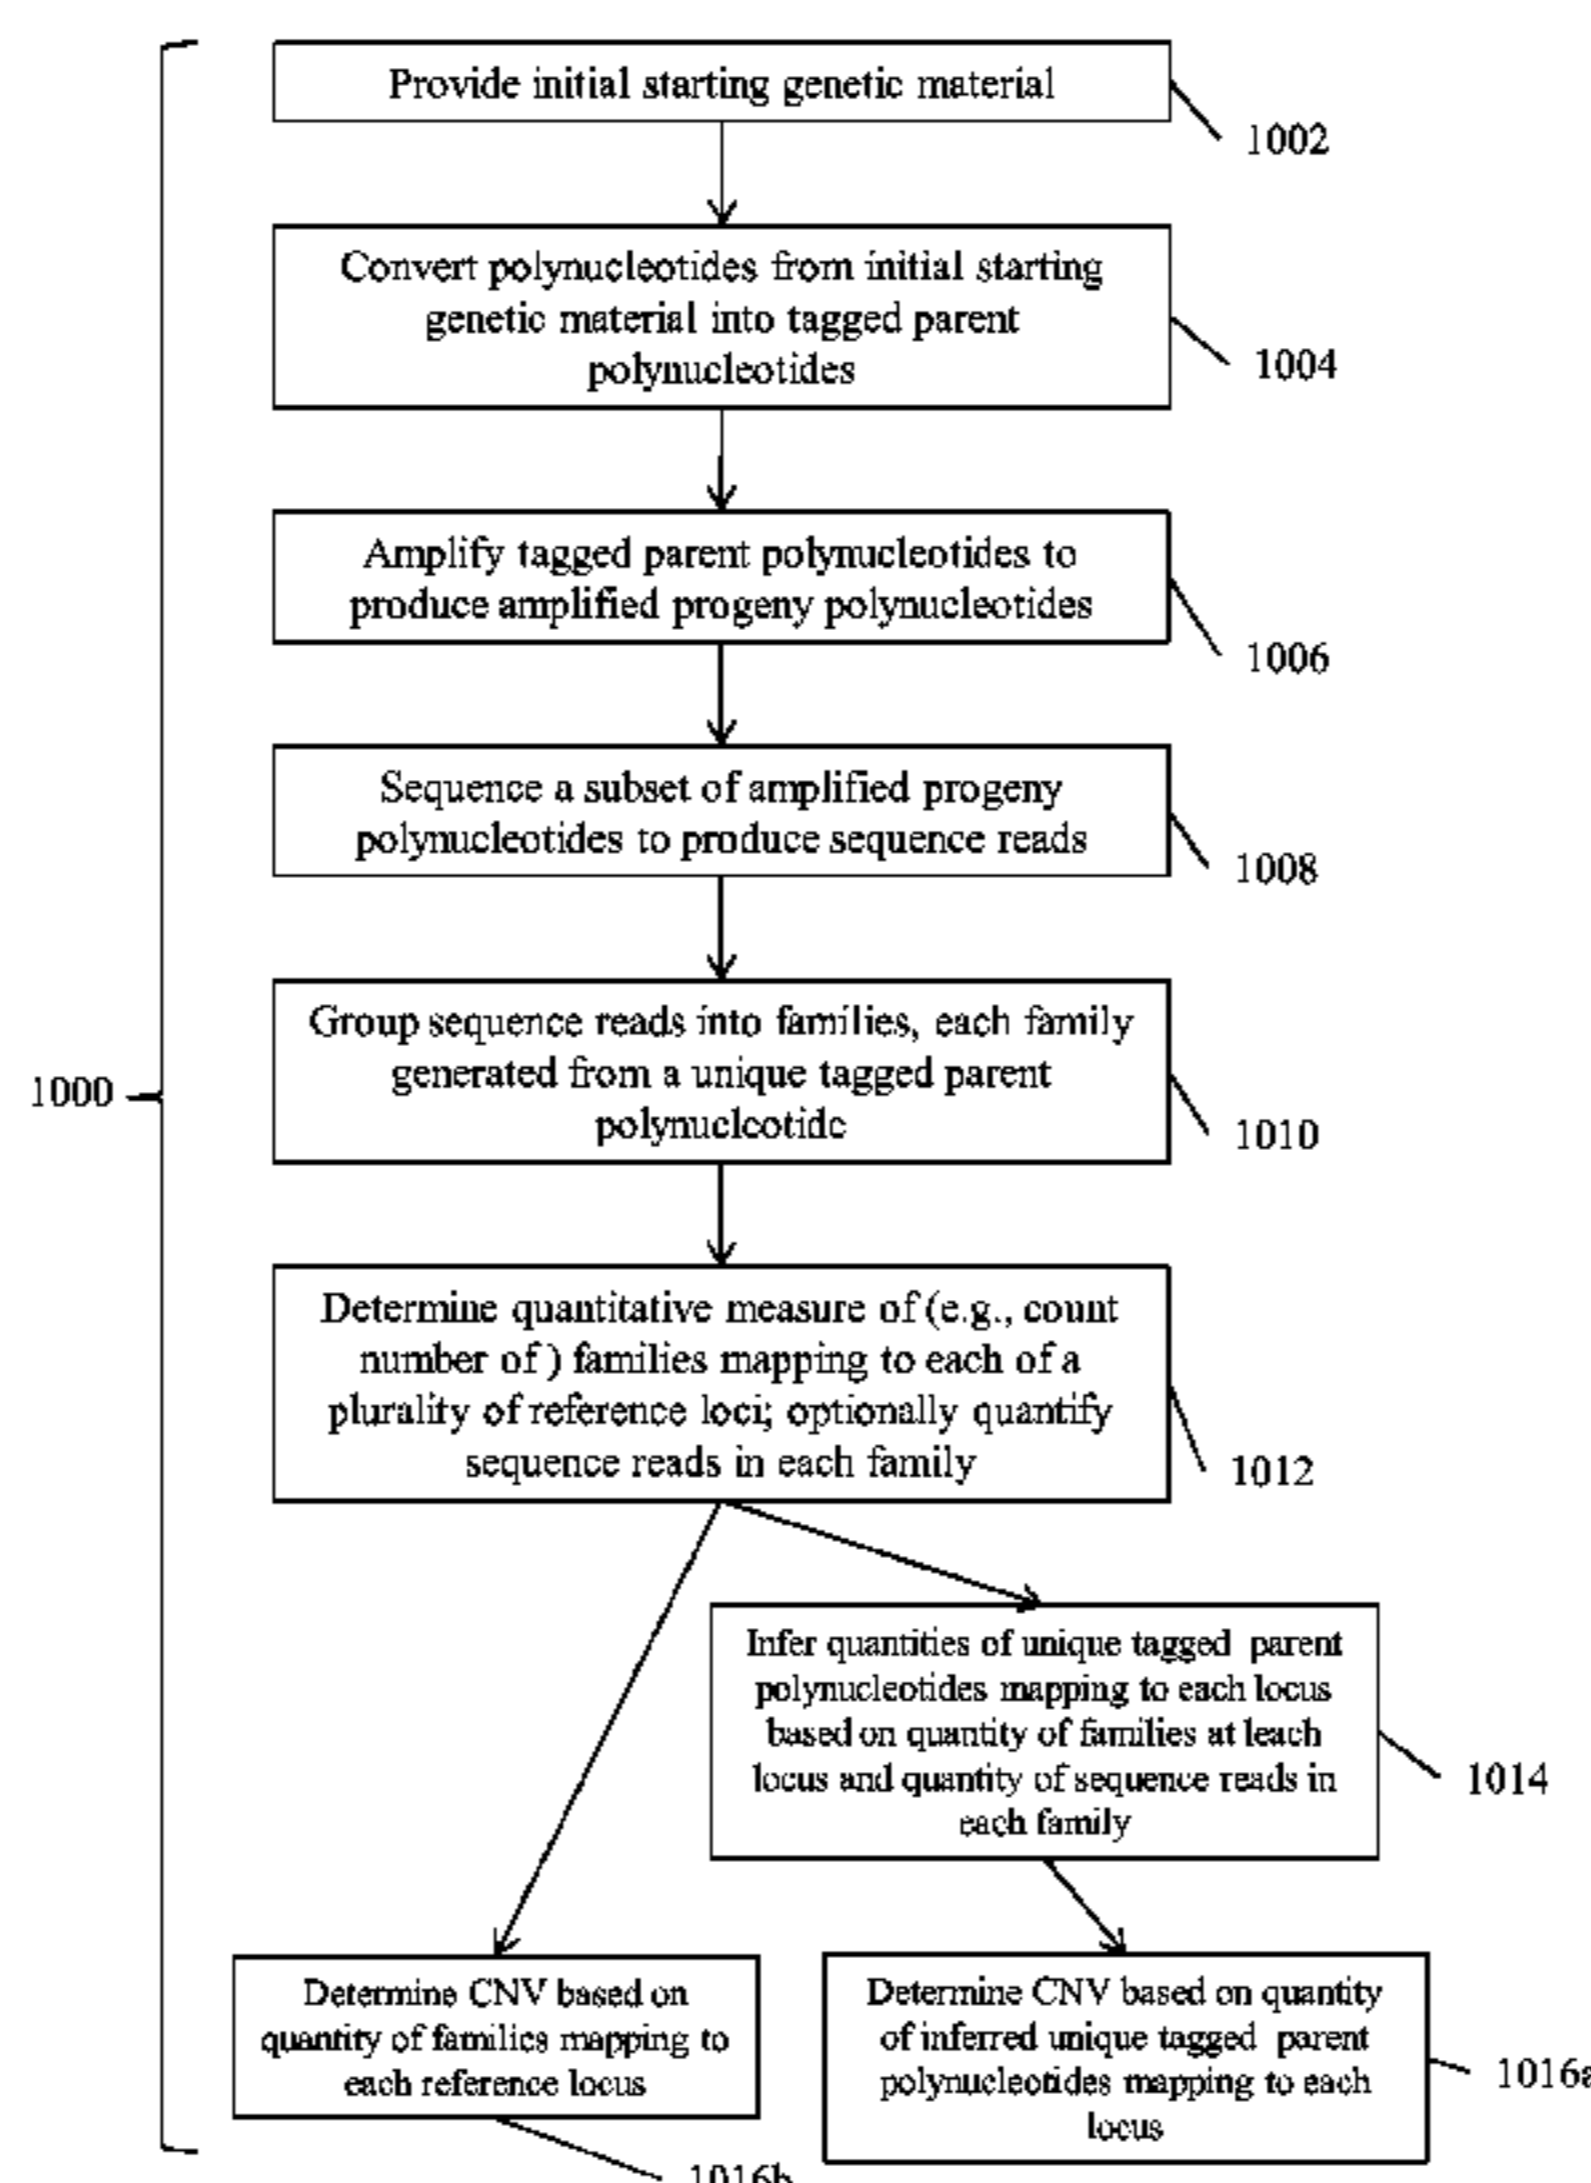 Provide initial starting genetic material
1002
Convert polynucleotides from initial starting
genetic material into tagged parent
polynucleotides
1004
Amplify tagged parent polynucleotides to
produce amplified progeny polynucleotides
1006
Sequence a subset of amplified progeny
polynucleotides to produce sequence reads
1008
Group sequence reads into families, each family
generated from a unique tagged parent
polynucleotide
1000
1010
Determine quantitative measure of (e.g., count
number of ) families mapping to each of a
plurality of reference loci; optionally quantify
sequence reads in each family
1012
Infer quantities of unique tagged parent
polynucleotides mapping to each locus
based on quantity of families at leach
locus and quantity of sequence reads in
each family
1014
Determine CNV based on
quantity of families mapping to
each reference locus
1016b
Determine CNV based on quantity
of inferred unique tagged parent
polynucleotides mapping to each
locus
1016a